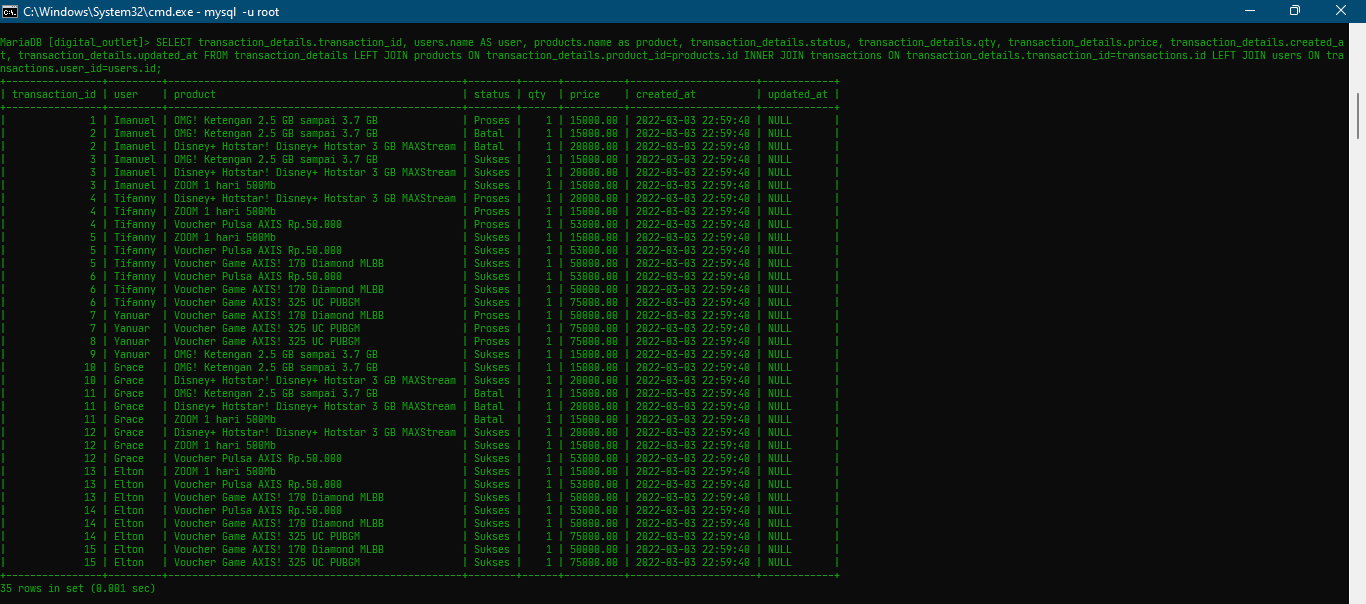 C:\Windows\System32\cmd.exe - mysql  -u root
MariaDB [digital_outlet]> SELECT transaction_details.transaction_id, users.name AS user, products.name as product, transaction_details.status, transaction_details.qty, transaction_details.price, transaction_details.created_a
t, transaction_details.updated_at FROM transaction_details LEFT JOIN products ON transaction_details.product_id=products.id INNER JOIN transactions ON transaction_details.transaction_id=transactions.id LEFT JOIN users ON tra
nsactions.user_id=users.id;
| transaction_id | user | product | status | qty | price | created_at | updated_at |
| 1 | Imanuel | OMG! Ketengan 2.5 GB sampai 3.7 GB | Proses | 1 | 15000.00 | 2022-03-03 22:59:40 | NULL |
| 2 | Imanuel | OMG! Ketengan 2.5 GB sampai 3.7 GB | Batal | 1 | 15000.00 | 2022-03-03 22:59:40 | NULL |
| 2 | Imanuel | Disney+ Hotstar! Disney+ Hotstar 3 GB MAXStream | Batal | 1 | 20000.00 | 2022-03-03 22:59:40 | NULL |
| 3 | Imanuel | OMG! Ketengan 2.5 GB sampai 3.7 GB | Sukses | 1 | 15000.00 | 2022-03-03 22:59:40 | NULL |
| 3 | Imanuel | Disney+ Hotstar! Disney+ Hotstar 3 GB MAXStream | Sukses | 1 | 20000.00 | 2022-03-03 22:59:40 | NULL |
| 3 | Imanuel | ZOOM 1 hari 500Mb | Sukses | 1 | 15000.00 | 2022-03-03 22:59:40 | NULL |
| 4 | Tifanny | Disney+ Hotstar! Disney+ Hotstar 3 GB MAXStream | Proses | 1 | 20000.00 | 2022-03-03 22:59:40 | NULL |
| 4 | Tifanny | ZOOM 1 hari 500Mb | Proses | 1 | 15000.00 | 2022-03-03 22:59:40 | NULL |
| 4 | Tifanny | Voucher Pulsa AXIS Rp.50.000 | Proses | 1 | 53000.00 | 2022-03-03 22:59:40 | NULL |
| 5 | Tifanny | ZOOM 1 hari 500Mb | Sukses | 1 | 15000.00 | 2022-03-03 22:59:40 | NULL |
| 5 | Tifanny | Voucher Pulsa AXIS Rp.50.000 | Sukses | 1 | 53000.00 | 2022-03-03 22:59:40 | NULL |
| 5 | Tifanny | Voucher Game AXIS! 170 Diamond MLBB | Sukses | 1 | 50000.00 | 2022-03-03 22:59:40 | NULL |
| 6 | Tifanny | Voucher Pulsa AXIS Rp.50.000 | Sukses | 1 | 53000.00 | 2022-03-03 22:59:40 | NULL |
| 6 | Tifanny | Voucher Game AXIS! 170 Diamond MLBB | Sukses | 1 | 50000.00 | 2022-03-03 22:59:40 | NULL |
| 6 | Tifanny | Voucher Game AXIS! 325 UC PUBGM | Sukses | 1 | 75000.00 | 2022-03-03 22:59:40 | NULL |
| 7 | Yanuar | Voucher Game AXIS! 170 Diamond MLBB | Proses | 1 | 50000.00 | 2022-03-03 22:59:40 | NULL |
| 7 | Yanuar | Voucher Game AXIS! 325 UC PUBGM | Proses | 1 | 75000.00 | 2022-03-03 22:59:40 | NULL |
| 8 | Yanuar | Voucher Game AXIS! 325 UC PUBGM | Proses | 1 | 75000.00 | 2022-03-03 22:59:40 | NULL |
| 9 | Yanuar | OMG! Ketengan 2.5 GB sampai 3.7 GB | Sukses | 1 | 15000.00 | 2022-03-03 22:59:40 | NULL |
| 10 | Grace | OMG! Ketengan 2.5 GB sampai 3.7 GB | Sukses | 1 | 15000.00 | 2022-03-03 22:59:40 | NULL |
| 10 | Grace | Disney+ Hotstar! Disney+ Hotstar 3 GB MAXStream | Sukses | 1 | 20000.00 | 2022-03-03 22:59:40 | NULL |
| 11 | Grace | OMG! Ketengan 2.5 GB sampai 3.7 GB | Batal | 1 | 15000.00 | 2022-03-03 22:59:40 | NULL |
| 11 | Grace | Disney+ Hotstar! Disney+ Hotstar 3 GB MAXStream | Batal | 1 | 20000.00 | 2022-03-03 22:59:40 | NULL |
| 11 | Grace | ZOOM 1 hari 500Mb | Batal | 1 | 15000.00 | 2022-03-03 22:59:40 | NULL |
| 12 | Grace | Disney+ Hotstar! Disney+ Hotstar 3 GB MAXStream | Sukses | 1 | 20000.00 | 2022-03-03 22:59:40 | NULL |
| 12 | Grace | ZOOM 1 hari 500Mb | Sukses | 1 | 15000.00 | 2022-03-03 22:59:40 | NULL |
| 12 | Grace | Voucher Pulsa AXIS Rp.50.000 | Sukses | 1 | 53000.00 | 2022-03-03 22:59:40 | NULL |
| 13 | Elton | ZOOM 1 hari 500Mb | Sukses | 1 | 15000.00 | 2022-03-03 22:59:40 | NULL |
| 13 | Elton | Voucher Pulsa AXIS Rp.50.000 | Sukses | 1 | 53000.00 | 2022-03-03 22:59:40 | NULL |
| 13 | Elton | Voucher Game AXIS! 170 Diamond MLBB | Sukses | 1 | 50000.00 | 2022-03-03 22:59:40 | NULL |
| 14 | Elton | Voucher Pulsa AXIS Rp.50.000 | Sukses | 1 | 53000.00 | 2022-03-03 22:59:40 | NULL |
| 14 | Elton | Voucher Game AXIS! 170 Diamond MLBB | Sukses | 1 | 50000.00 | 2022-03-03 22:59:40 | NULL |
| 14 | Elton | Voucher Game AXIS! 325 UC PUBGM | Sukses | 1 | 75000.00 | 2022-03-03 22:59:40 | NULL |
| 15 | Elton | Voucher Game AXIS! 170 Diamond MLBB | Sukses | 1 | 50000.00 | 2022-03-03 22:59:40 | NULL |
| 15 | Elton | Voucher Game AXIS! 325 UC PUBGM | Sukses | 1 | 75000.00 | 2022-03-03 22:59:40 | NULL |
35 rows in set (0.001 sec)